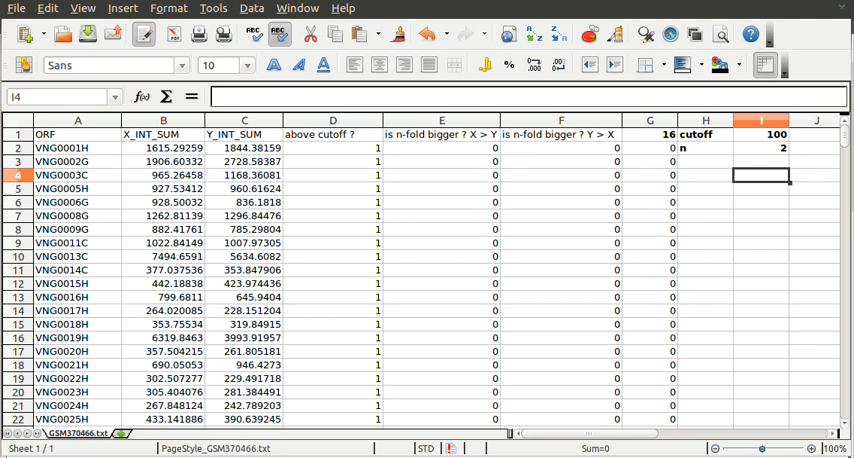 File Edit View Insert Format Tools Data Window Help
PDF ABC ABC
Sans 10 % .000
I4 f(x) Σ =
A B C D E F G H I J
1 ORF X_INT_SUM Y_INT_SUM above cutoff ? is n-fold bigger ? X > Y is n-fold bigger ? Y > X 16 cutoff 100
2 VNG0001H 1615.29259 1844.38159 1 0 0 0 n 2
3 VNG0002G 1906.60332 2728.58387 1 0 0 0
4 VNG0003C 965.26458 1168.36081 1 0 0 0
5 VNG0005H 927.53412 960.61624 1 0 0 0
6 VNG0006G 928.50032 836.1818 1 0 0 0
7 VNG0008G 1262.81139 1296.84476 1 0 0 0
8 VNG0009G 882.41761 785.29804 1 0 0 0
9 VNG0011C 1022.84149 1007.97305 1 0 0 0
10 VNG0013C 7494.6591 5634.6082 1 0 0 0
11 VNG0014C 377.037536 353.847906 1 0 0 0
12 VNG0015H 442.18838 423.974436 1 0 0 0
13 VNG0016H 799.6811 645.9404 1 0 0 0
14 VNG0017H 264.020085 228.151204 1 0 0 0
15 VNG0018H 353.75534 319.84915 1 0 0 0
16 VNG0019H 6319.8463 3993.91957 1 0 0 0
17 VNG0020H 357.504215 261.805181 1 0 0 0
18 VNG0021H 690.05053 946.4273 1 0 0 0
19 VNG0022H 302.507277 229.491718 1 0 0 0
20 VNG0023H 305.404076 281.384491 1 0 0 0
21 VNG0024H 267.848124 242.789203 1 0 0 0
22 VNG0025H 433.141886 390.639245 1 0 0 0
GSM370466.txt
Sheet 1 / 1 PageStyle_GSM370466.txt STD Sum=0 100%